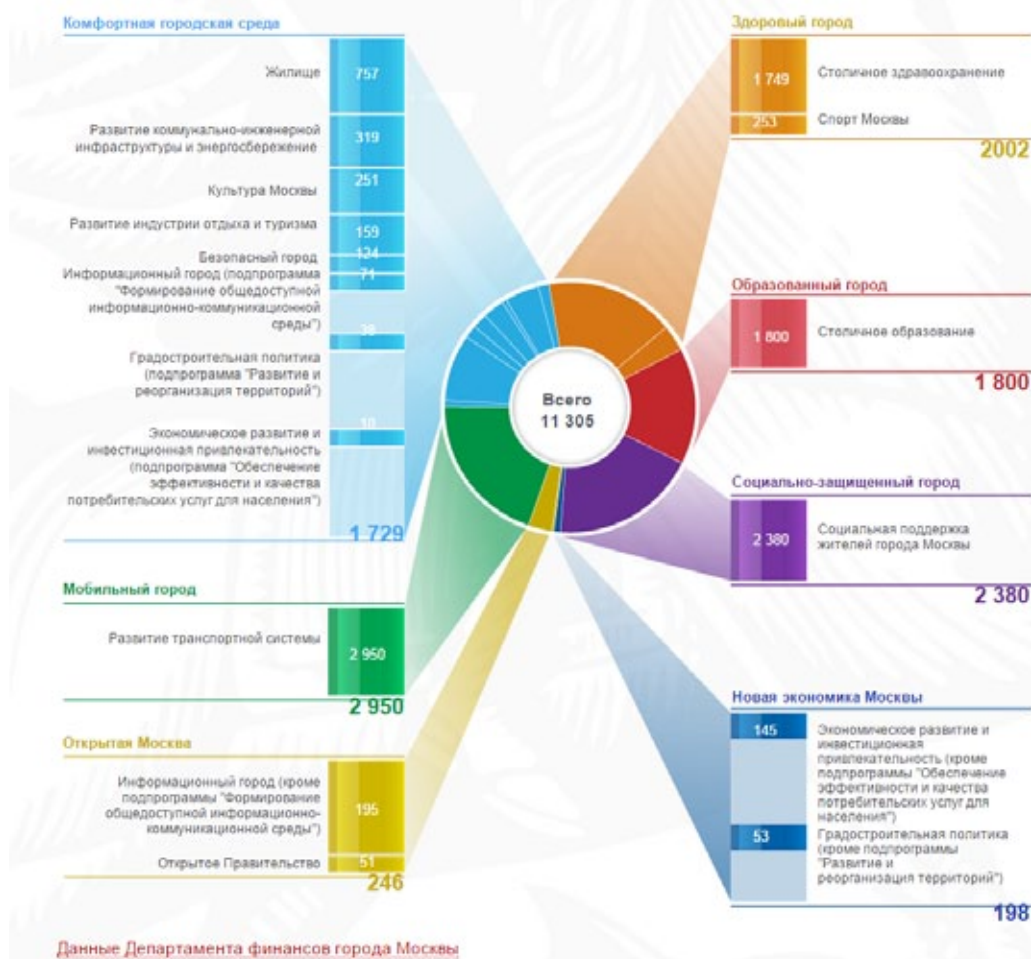 Комфортная городская среда
Жилище
757
Развитие коммунально-инженерной
инфраструктуры и энергосбережение
319
Культура Москвы
251
Развитие индустрии отдыха и туризма
159
Безопасный город
124
Информационный город (подпрограмма
"Формирование общедоступной
информационно-коммуникационной
среды")
71
38
Градостроительная политика
(подпрограмма "Развитие и
реорганизация территорий")
10
Экономическое развитие и
инвестиционная привлекательность
(подпрограмма "Обеспечение
эффективности и качества
потребительских услуг для населения")
1 729
Мобильный город
Развитие транспортной системы
2 950
2 950
Открытая Москва
Информационный город (кроме
подпрограммы "Формирование
общедоступной информационно-
коммуникационной среды")
195
Открытое Правительство
51
246
Всего
11 305
Здоровый город
1 749
Столичное здравоохранение
253
Спорт Москвы
2002
Образованный город
1 800
Столичное образование
1 800
Социально-защищенный город
2 380
Социальная поддержка
жителей города Москвы
2 380
Новая экономика Москвы
145
Экономическое развитие и
инвестиционная
привлекательность (кроме
подпрограммы "Обеспечение
эффективности и качества
потребительских услуг для
населения")
53
Градостроительная политика
(кроме подпрограммы
"Развитие и
реорганизация территорий")
198
Данные Департамента финансов города Москвы